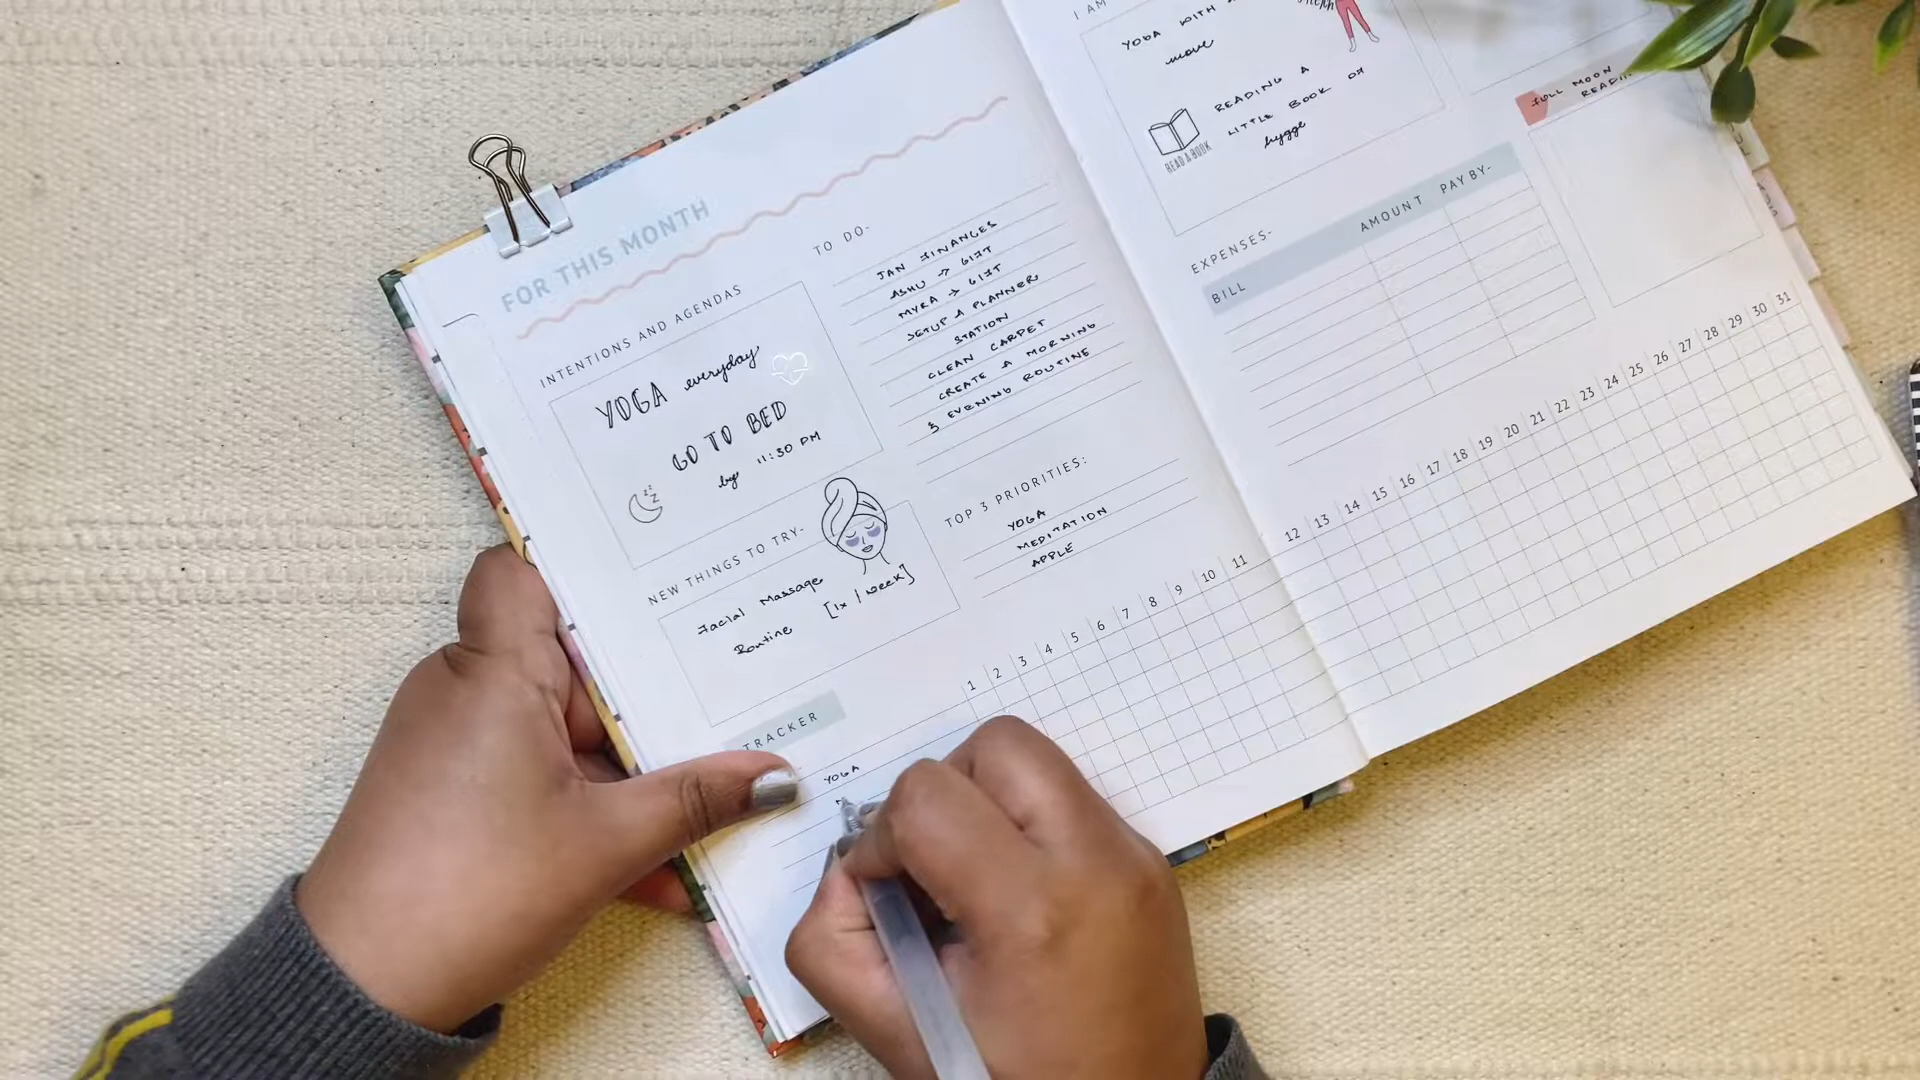 FOR THIS MONTH
INTENTIONS AND AGENDAS
YOGA everyday
GO TO BED
by 11:30 PM
zzz
NEW THINGS TO TRY-
Facial Massage
Routine [1x / week]
TO DO-
JAN FINANCES
ASHU → GIFT
MYRA → GIFT
SETUP A PLANNER
STATION
CLEAN CARPET
CREATE A MORNING
& EVENING ROUTINE
TOP 3 PRIORITIES:
YOGA
MEDITATION
APPLE
TRACKER
1 2 3 4 5 6 7 8 9 10 11
YOGA
I AM
YOGA WITH
move
READ A BOOK
READING A
LITTLE BOOK OF
hygge
FULL MOON
EXPENSES-
BILL AMOUNT PAY BY-
12 13 14 15 16 17 18 19 20 21 22 23 24 25 26 27 28 29 30 31